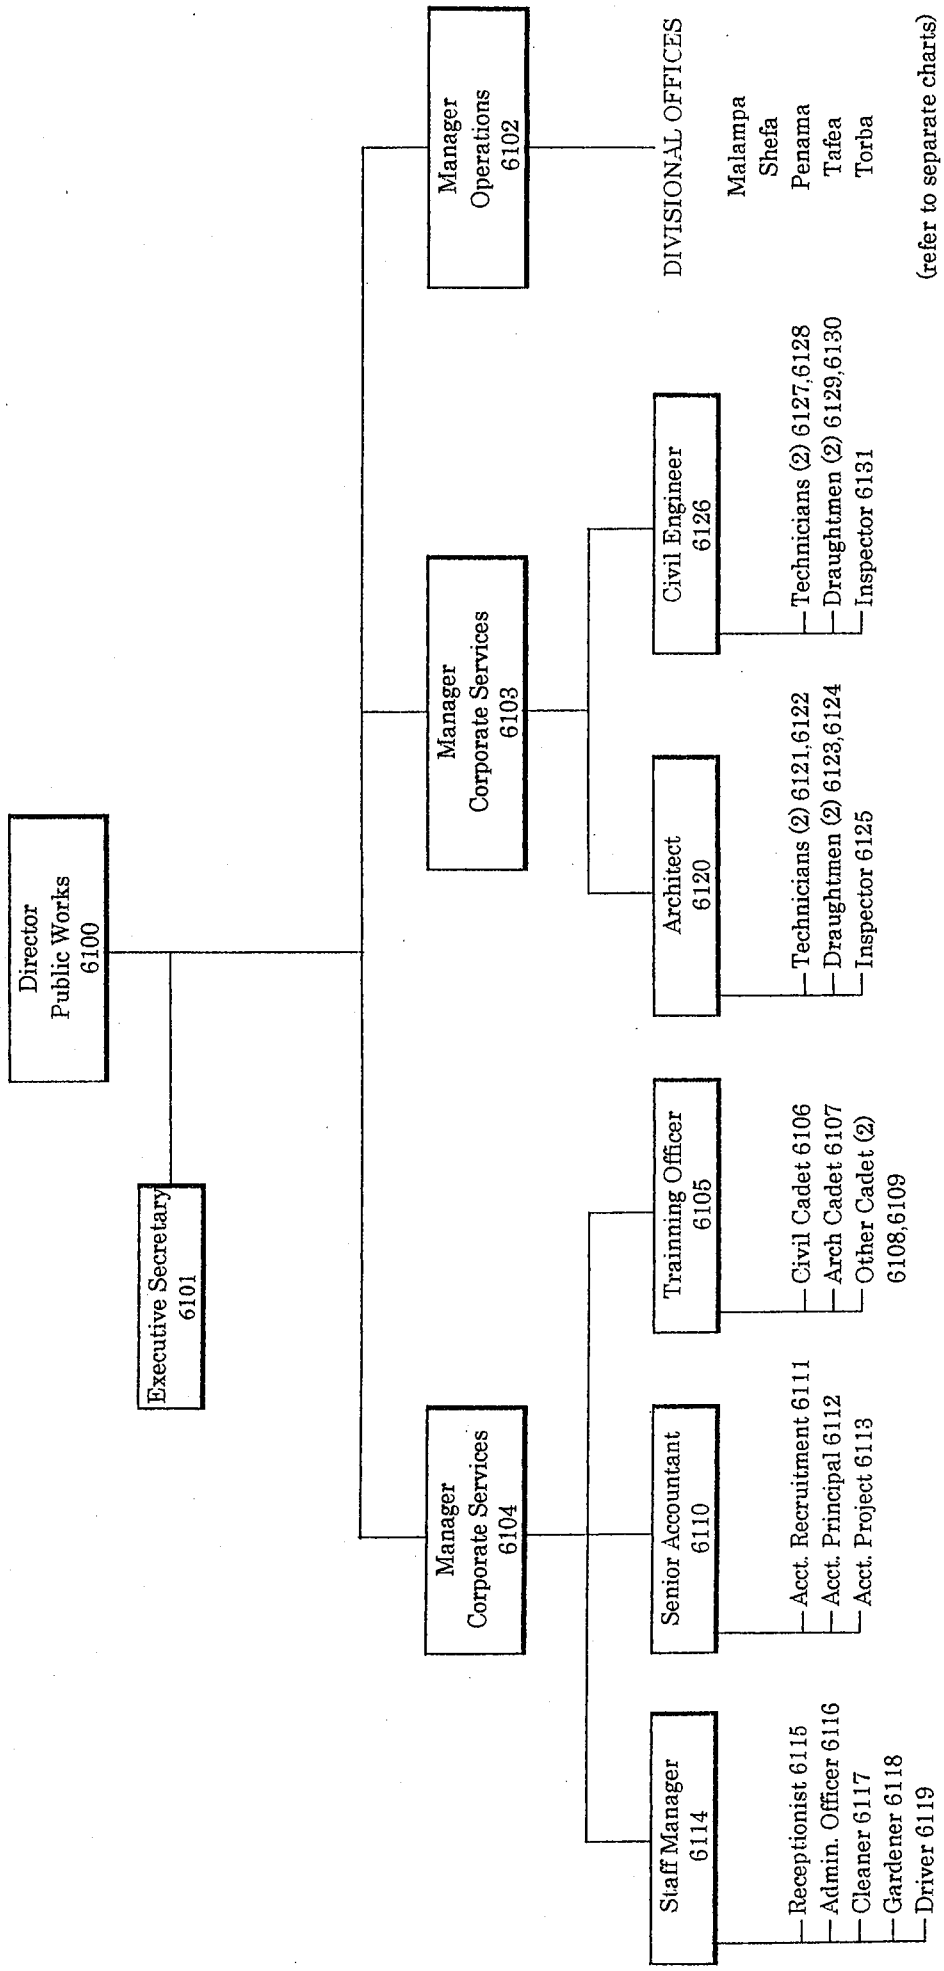 Director
Public Works
6100
Executive Secretary
6101
Manager
Corporate Services
6104
Manager
Corporate Services
6103
Manager
Operations
6102
Staff Manager
6114
Senior Accountant
6110
Trainning Officer
6105
Architect
6120
Civil Engineer
6126
DIVISIONAL OFFICES
Receptionist 6115
Admin. Officer 6116
Cleaner 6117
Gardener 6118
Driver 6119
Acct. Recruitment 6111
Acct. Principal 6112
Acct. Project 6113
Civil Cadet 6106
Arch Cadet 6107
Other Cadet (2)
6108,6109
Technicians (2) 6121,6122
Draughtmen (2) 6123,6124
Inspector 6125
Technicians (2) 6127,6128
Draughtmen (2) 6129,6130
Inspector 6131
Malampa
Shefa
Penama
Tafea
Torba
(refer to separate charts)